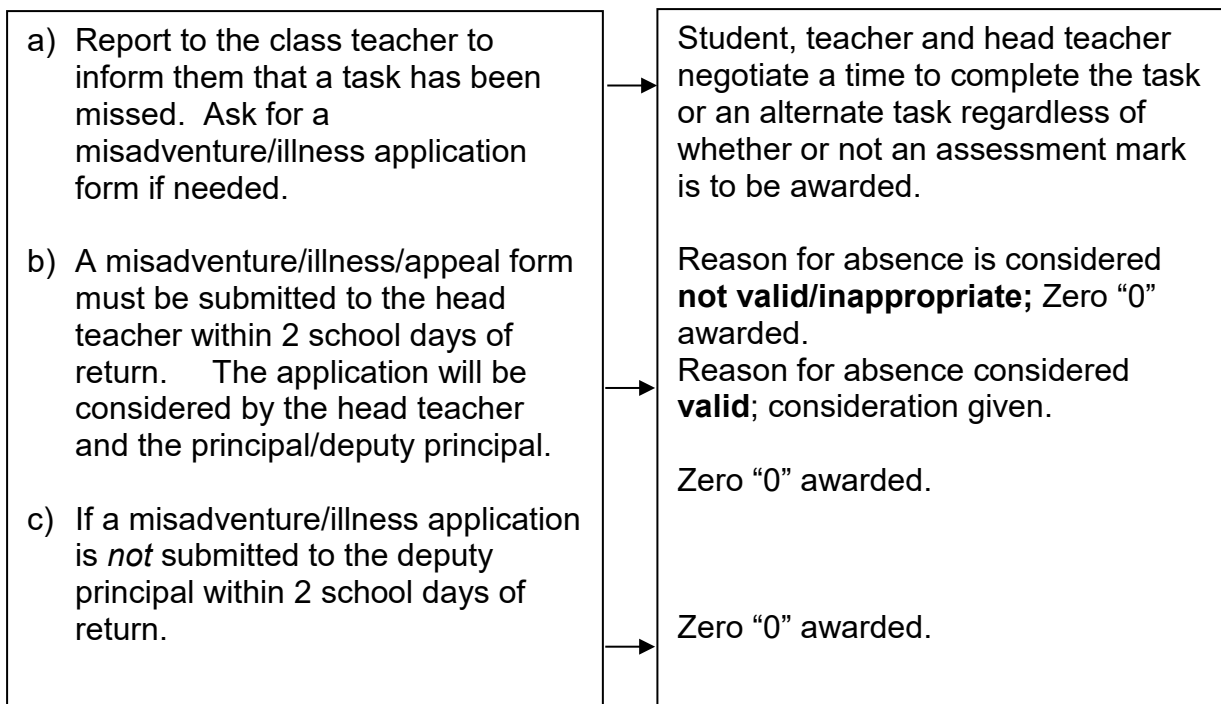 a) Report to the class teacher to
inform them that a task has been
missed. Ask for a
misadventure/illness application
form if needed.
b) A misadventure/illness/appeal form
must be submitted to the head
teacher within 2 school days of
return. The application will be
considered by the head teacher
and the principal/deputy principal.
c) If a misadventure/illness application
is not submitted to the deputy
principal within 2 school days of
return.
Student, teacher and head teacher
negotiate a time to complete the task
or an alternate task regardless of
whether or not an assessment mark
is to be awarded.
Reason for absence is considered
not valid/inappropriate; Zero “0”
awarded.
Reason for absence considered
valid; consideration given.
Zero “0” awarded.
Zero “0” awarded.